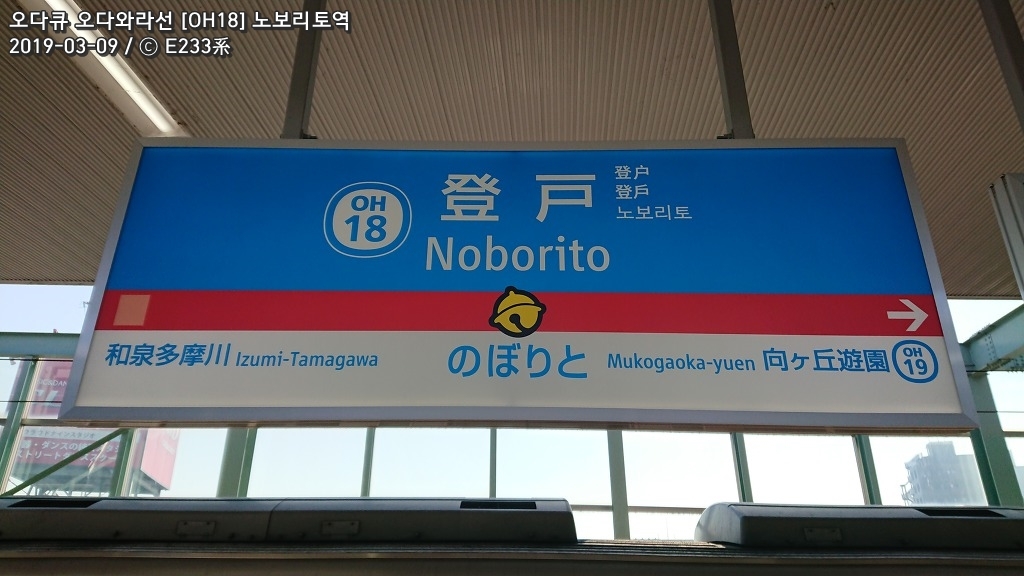 오다큐 오다와라선 [OH18] 노보리토역
2019-03-09 / © E233系
OH
18
登戸
登户
登戶
노보리토
Noborito
和泉多摩川 Izumi-Tamagawa
のぼりと
Mukogaoka-yuen 向ヶ丘遊園
OH
19